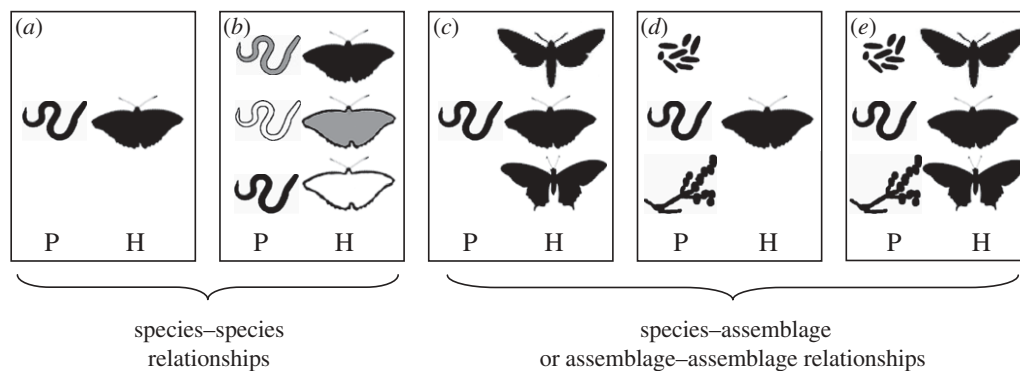 (a) (b) (c) (d) (e)
P H P H P H P H P H
species–species
relationships
species–assemblage
or assemblage–assemblage relationships